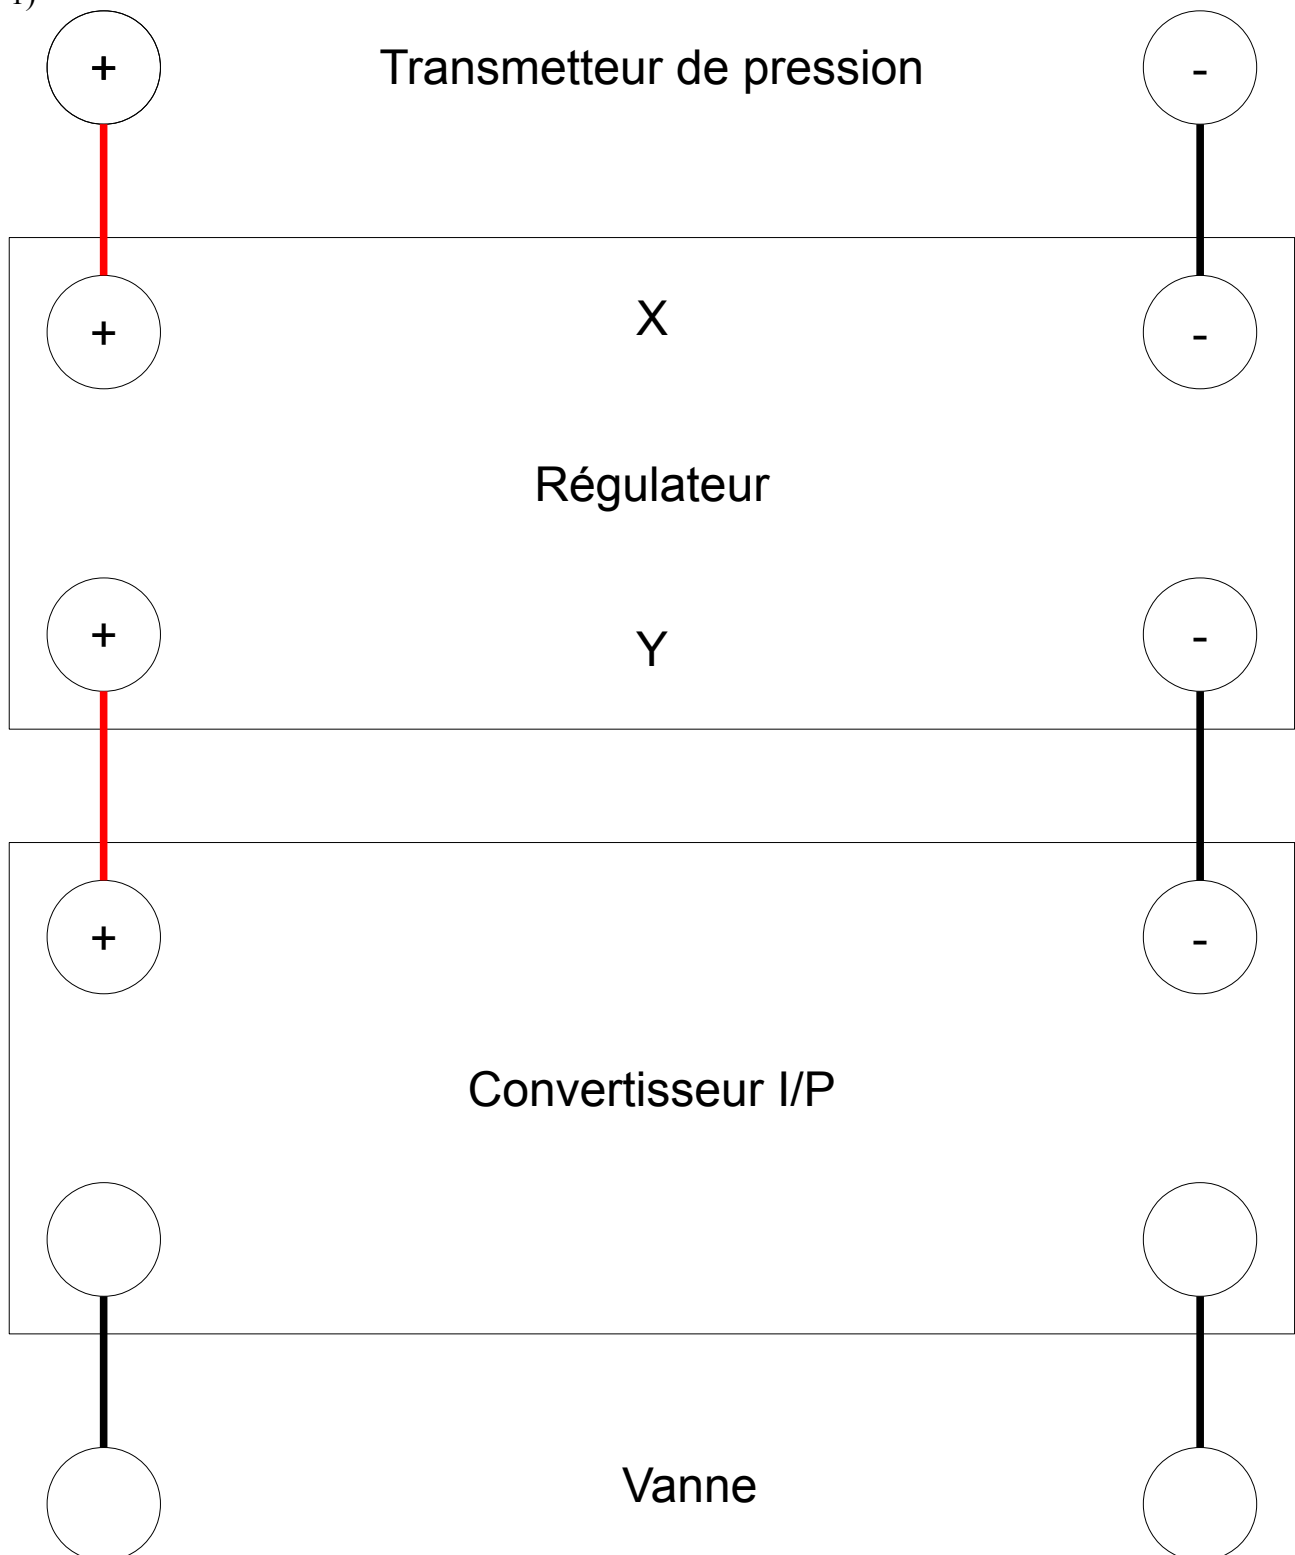 + Transmetteur de pression -
+ X -
Régulateur
+ Y -
+ -
Convertisseur I/P
Vanne